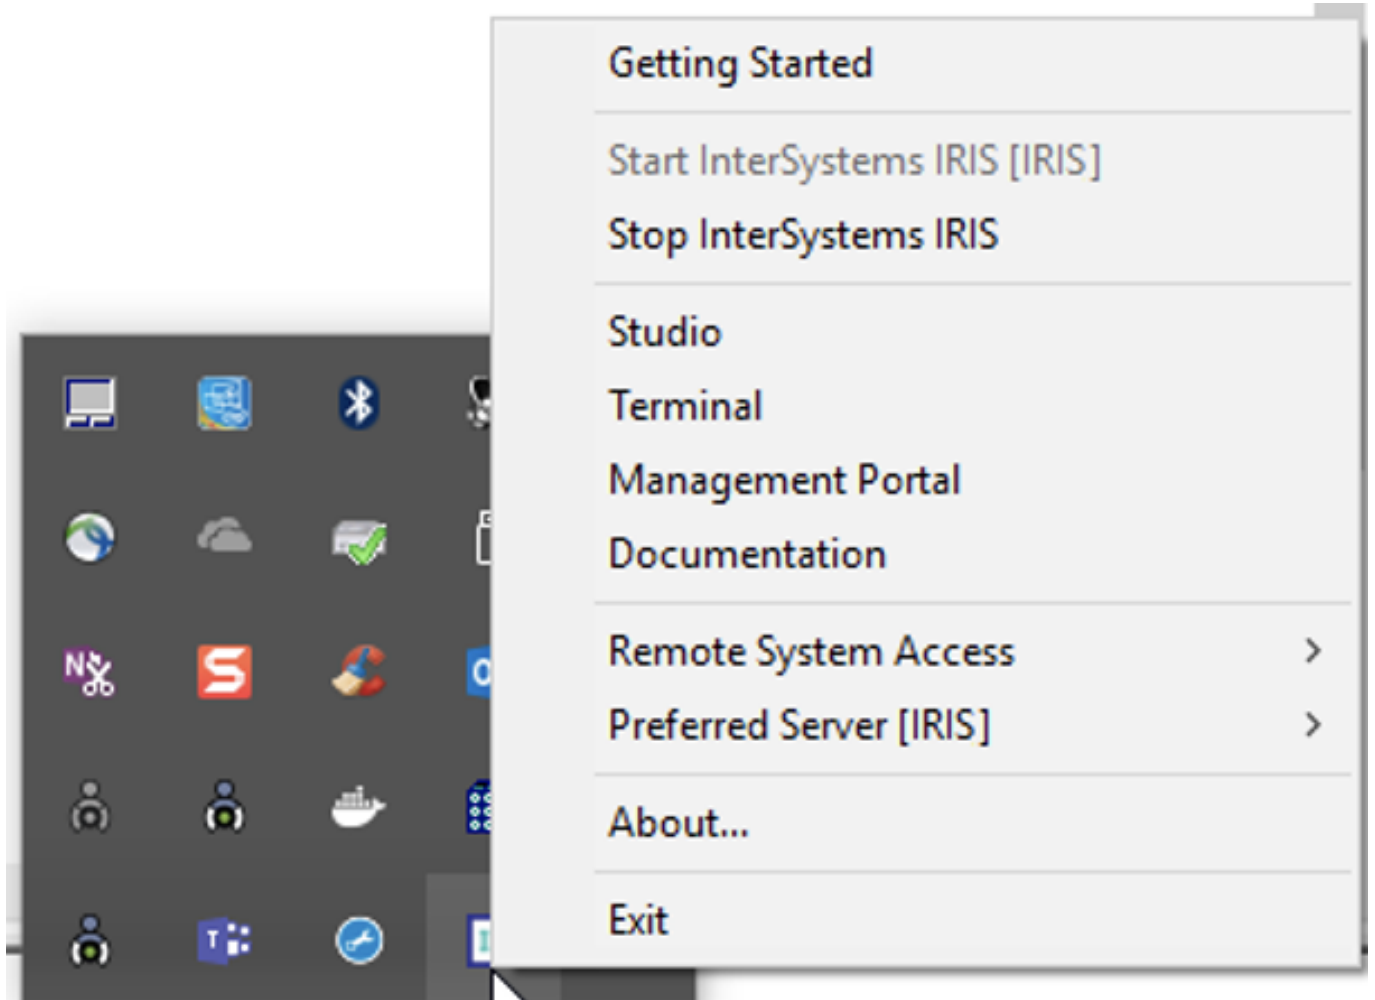 Getting Started
Start InterSystems IRIS [IRIS]
Stop InterSystems IRIS
Studio
Terminal
Management Portal
Documentation
Remote System Access
Preferred Server [IRIS]
About...
Exit
N
S
T